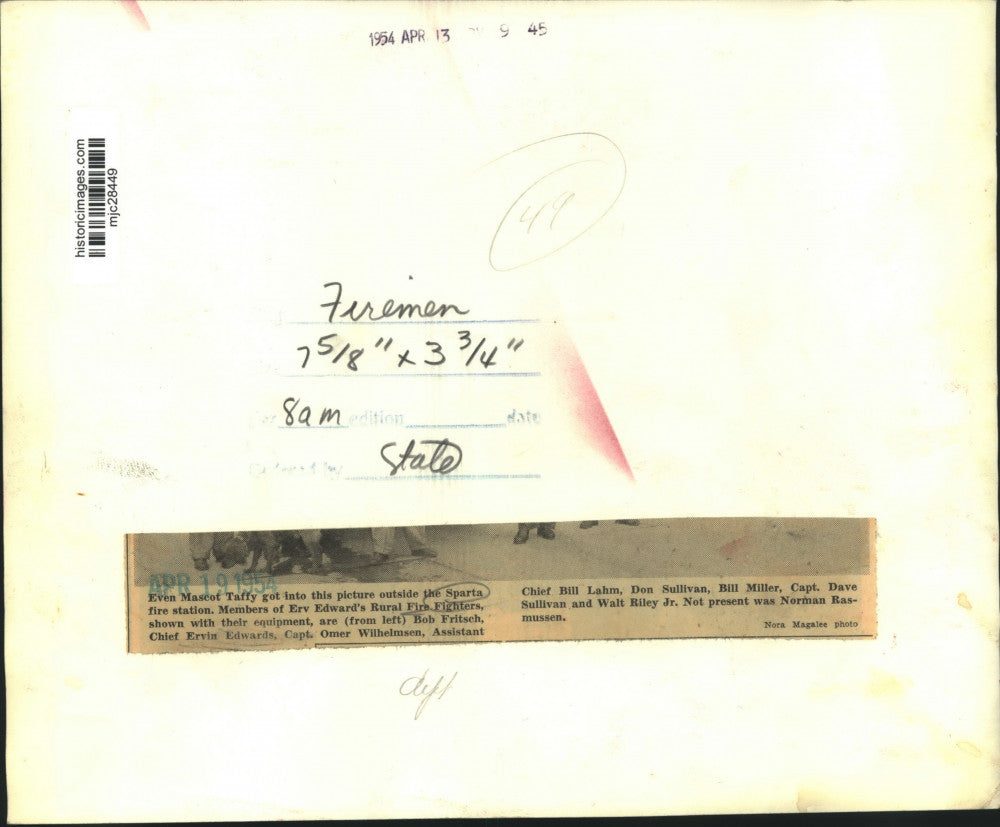 1954 APR 13 9 45
historicimages.com
mjc28449
49
Firemen
7 5/8" x 3 3/4"
8am edition date
State
APR 19 1954
Even Mascot Taffy got into this picture outside the Sparta
fire station. Members of Erv Edward's Rural Fire Fighters,
shown with their equipment, are (from left) Bob Fritsch,
Chief Ervin Edwards, Capt. Omer Wilhelmsen, Assistant
Chief Bill Lahm, Don Sullivan, Bill Miller, Capt. Dave
Sullivan and Walt Riley Jr. Not present was Norman Ras-
mussen.
Nora Magalee photo